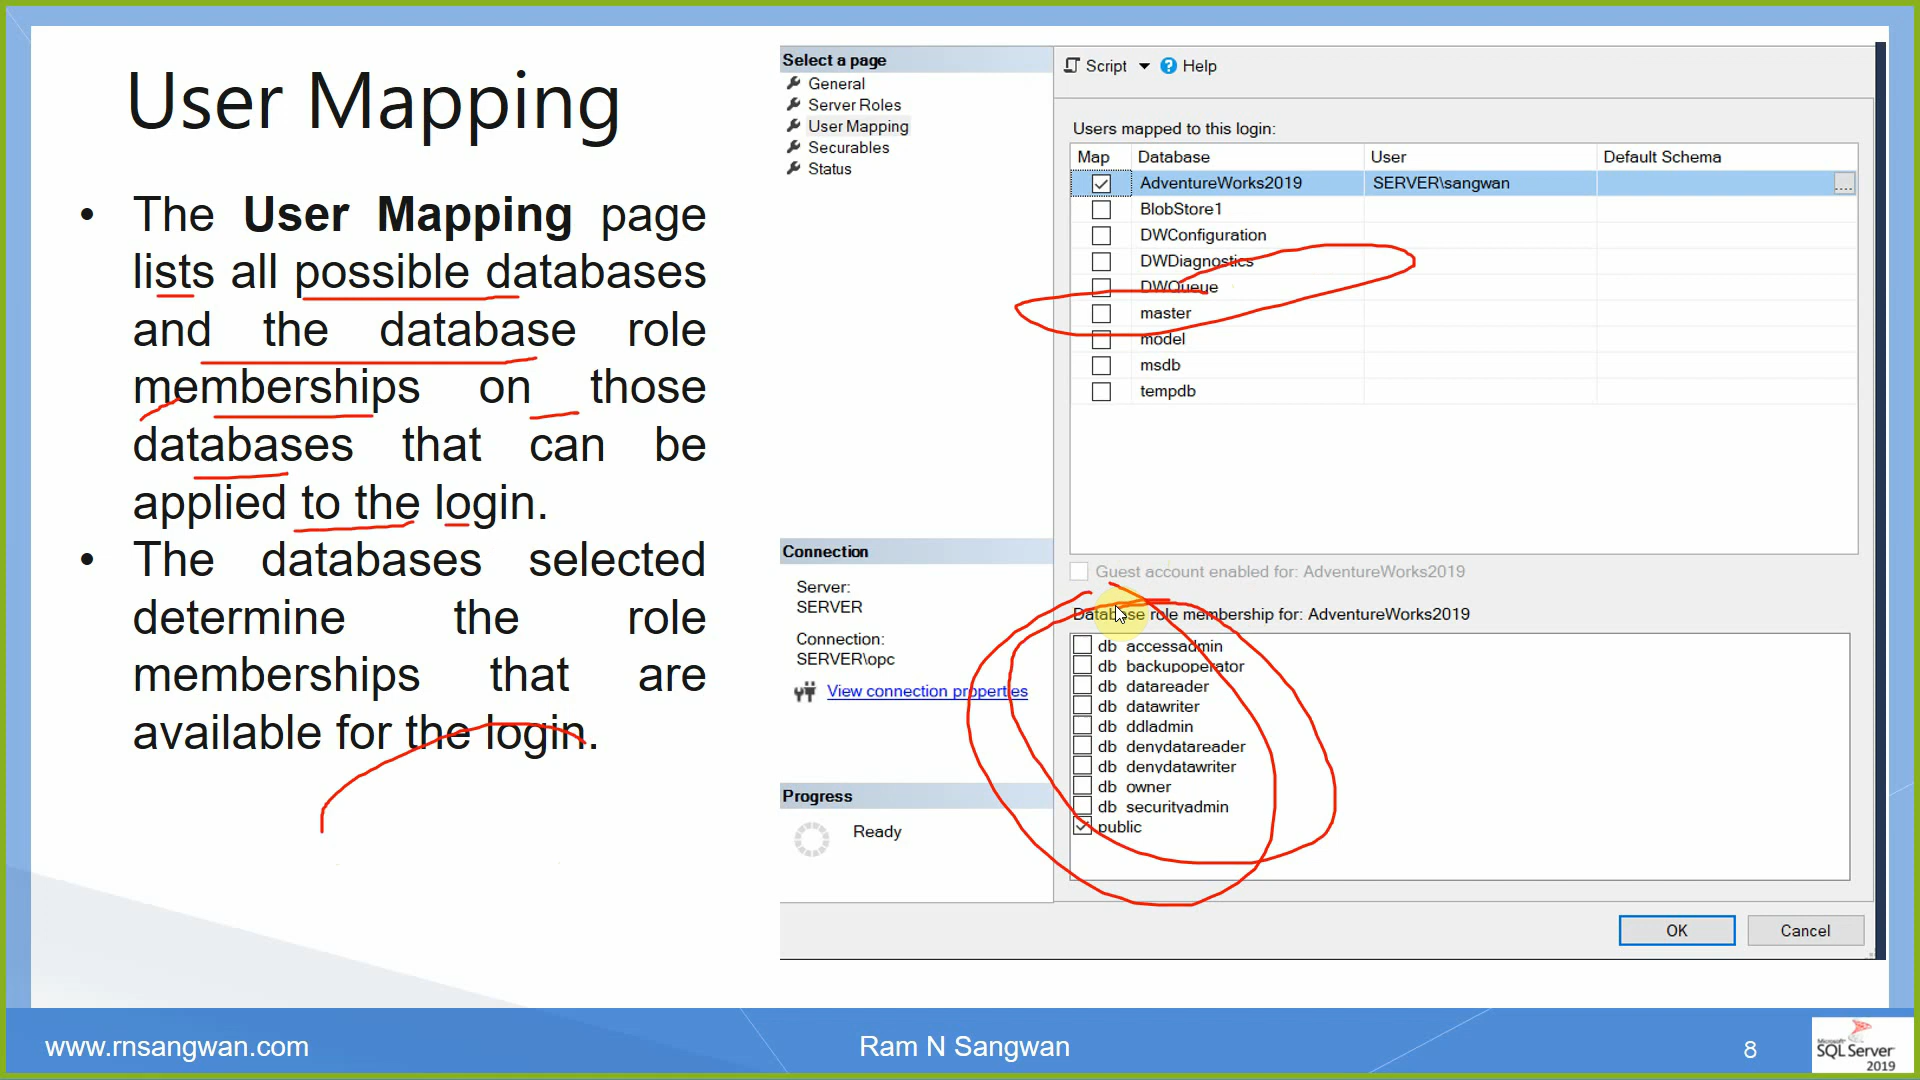 User Mapping
• The User Mapping page
lists all possible databases
and the database role
memberships on those
databases that can be
applied to the login.
• The databases selected
determine the role
memberships that are
available for the login.
Select a page
General
Server Roles
User Mapping
Securables
Status
Connection
Server:
SERVER
Connection:
SERVER\opc
View connection properties
Progress
Ready
Script Help
Users mapped to this login:
Map Database User Default Schema
AdventureWorks2019 SERVER\sangwan ....
BlobStore1
DWConfiguration
DWDiagnostics
DWQueue
master
model
msdb
tempdb
Guest account enabled for: AdventureWorks2019
Database role membership for: AdventureWorks2019
db_accessadmin
db_backupoperator
db_datareader
db_datawriter
db_ddladmin
db_denydatareader
db_denydatawriter
db_owner
db_securityadmin
public
OK Cancel
www.rnsangwan.com
Ram N Sangwan
8
Microsoft
SQL Server
2019